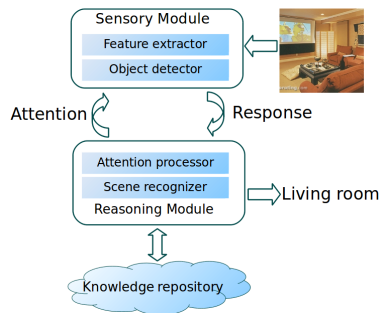 Sensory Module
Feature extractor
Object detector
Attention
Response
Attention processor
Scene recognizer
Reasoning Module
Living room
Knowledge repository